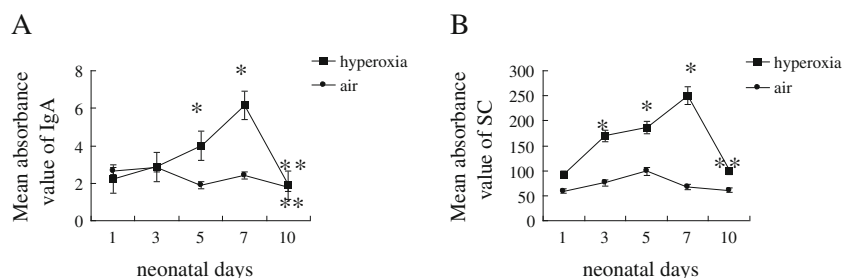 A
hyperoxia
air
Mean absorbance
value of IgA
8
6
4
2
0
*
*
**
**
1 3 5 7 10
neonatal days
B
hyperoxia
air
Mean absorbance
value of SC
300
250
200
150
100
50
0
*
*
*
**
1 3 5 7 10
neonatal days